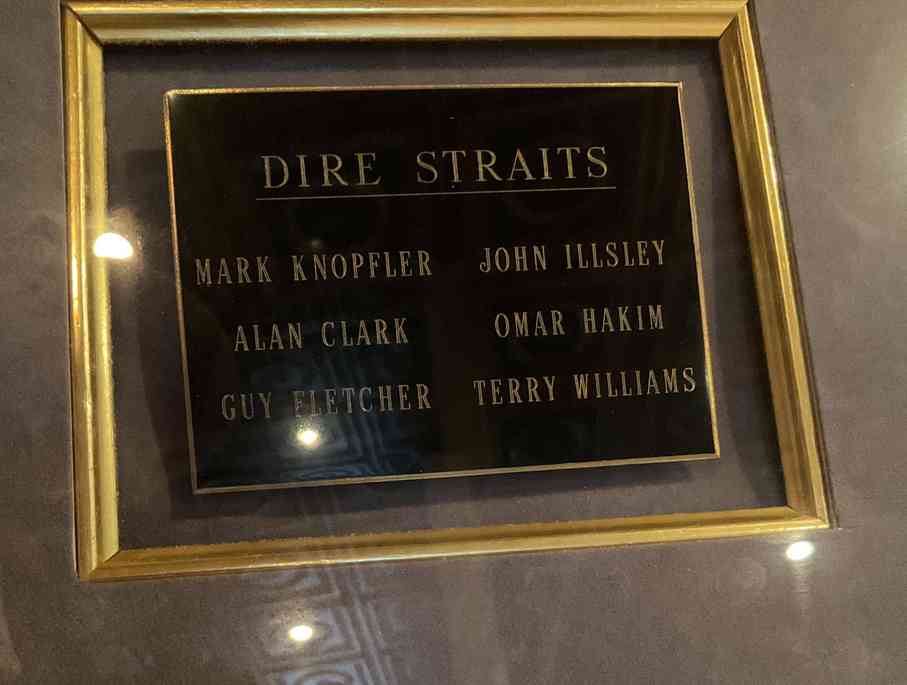 DIRE STRAITS
MARK KNOPFLER JOHN ILLSLEY
ALAN CLARK OMAR HAKIM
GUY FLETCHER TERRY WILLIAMS